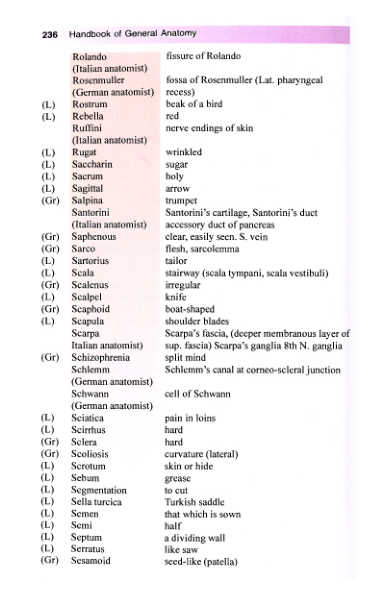 236 Handbook of General Anatomy
Rolando fissure of Rolando
(Italian anatomist)
Rosenmuller fossa of Rosenmuller (Lat. pharyngeal
(German anatomist) recess)
(L) Rostrum beak of a bird
(L) Rebella red
Ruffini nerve endings of skin
(Italian anatomist)
(L) Rugat wrinkled
(L) Saccharin sugar
(L) Sacrum holy
(L) Sagittal arrow
(Gr) Salpina trumpet
Santorini Santorini's cartilage, Santorini's duct
(Italian anatomist) accessory duct of pancreas
(Gr) Saphenous clear, easily seen. S. vein
(Gr) Sarco flesh, sarcolemma
(L) Sartorius tailor
(L) Scala stairway (scala tympani, scala vestibuli)
(Gr) Scalenus irregular
(L) Scalpel knife
(Gr) Scaphoid boat-shaped
(L) Scapula shoulder blades
Scarpa Scarpa's fascia, (deeper membranous layer of
Italian anatomist) sup. fascia) Scarpa's ganglia 8th N. ganglia
(Gr) Schizophrenia split mind
Schlemm Schlemm's canal at corneo-scleral junction
(German anatomist)
Schwann cell of Schwann
(German anatomist)
(L) Sciatica pain in loins
(L) Scirrhus hard
(Gr) Sclera hard
(Gr) Scoliosis curvature (lateral)
(L) Scrotum skin or hide
(L) Sebum grease
(L) Segmentation to cut
(L) Sella turcica Turkish saddle
(L) Semen that which is sown
(L) Semi half
(L) Septum a dividing wall
(L) Serratus like saw
(Gr) Sesamoid seed-like (patella)